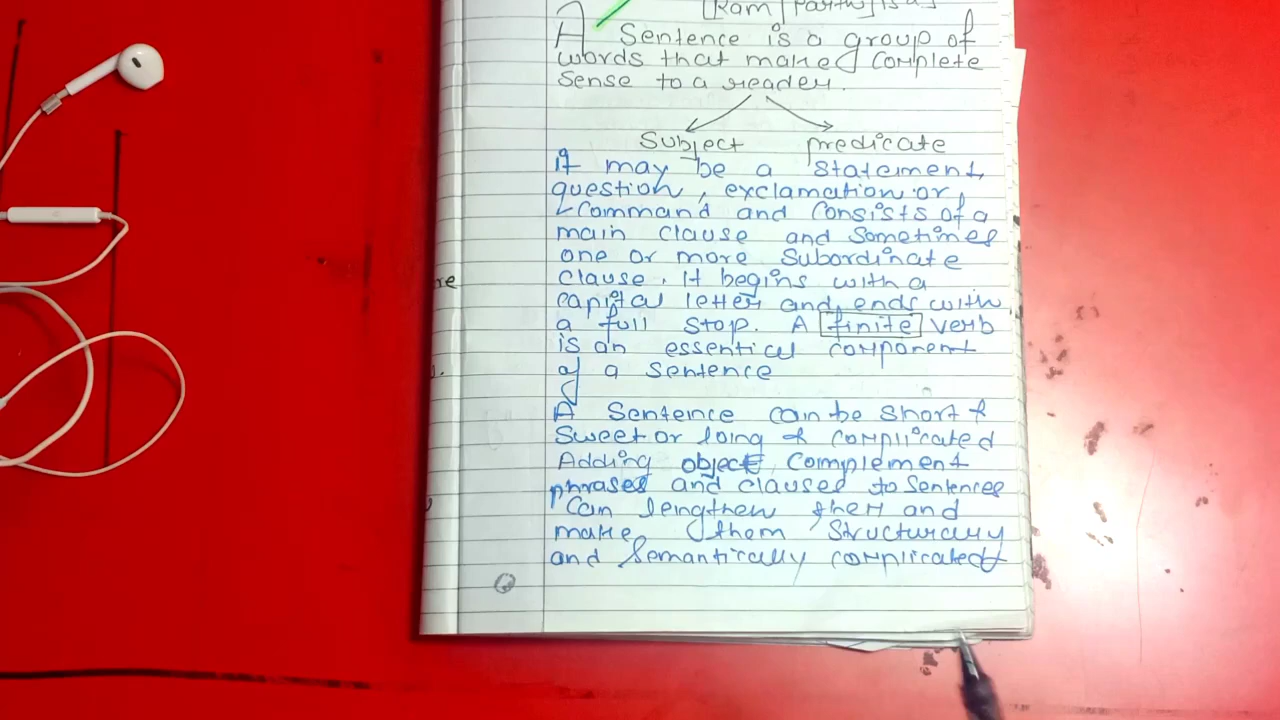 [Ram | Parth] is a
A Sentence is a group of
words that makes complete
sense to a reader.
Subject predicate
it may be a statement,
question, exclamation or
command and consists of a
main clause and sometimes
one or more subordinate
clause. It begins with a
re
capital letter and ends with
a full stop. A finite verb
is an essential component
of a sentence
A Sentence can be short &
Sweet or long & complicated
Adding object, complement
phrases and clauses to sentences
Can lengthen them and
make them structurally
and semantically complicated